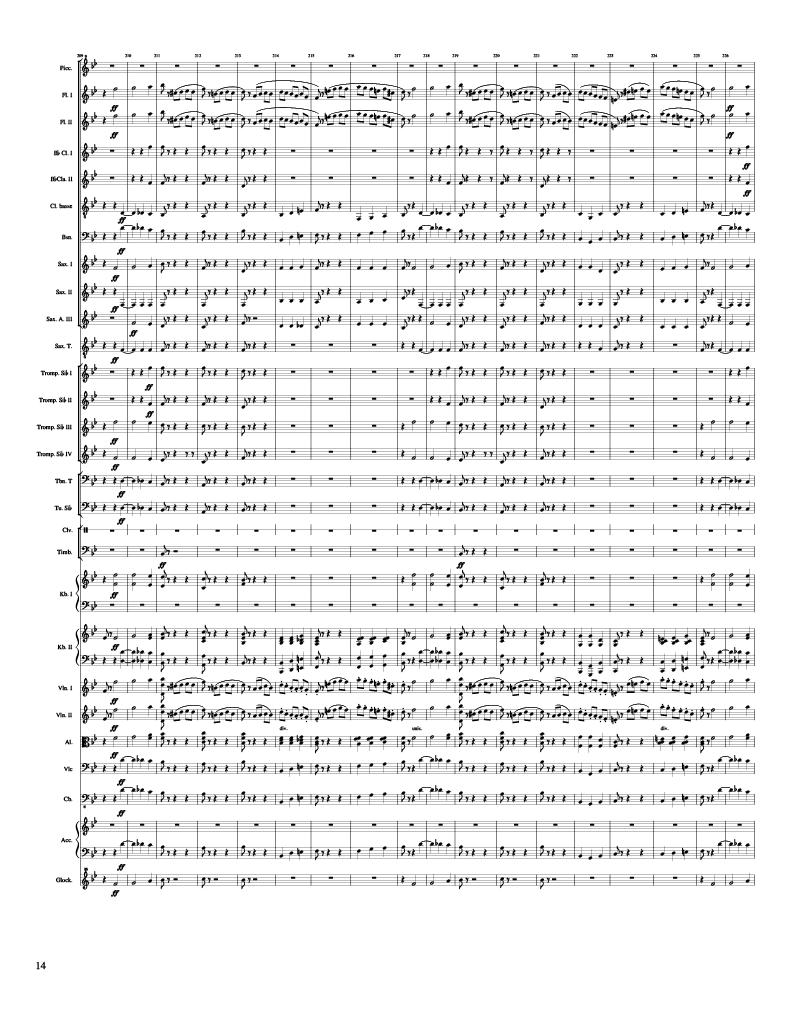 209 210 211 212 213 214 215 216 217 218 219 220 221 222 223 224 225 226
Picc.
Fl. I
ff ff
Fl. II
ff ff
B♭ Cl. I
ff
B♭Cla. II
ff
Cl. basse
ff
Bsn.
ff
Sax. I
ff
Sax. II
ff
Sax. A. III
ff
Sax. T.
Tromp. Si♭ I
ff
Tromp. Si♭ II
ff
Tromp. Si♭ III
ff
Tromp. Si♭ IV
ff
Tbn. T
ff
Tu. Si♭
ff
Clv.
Timb.
ff ff
Kb. I
ff
Kb. II
Vln. I
ff
Vln. II
ff div. unis. div.
Al.
ff
Vlc
ff
Cb.
ff
Acc.
ff
Glock.
ff
14